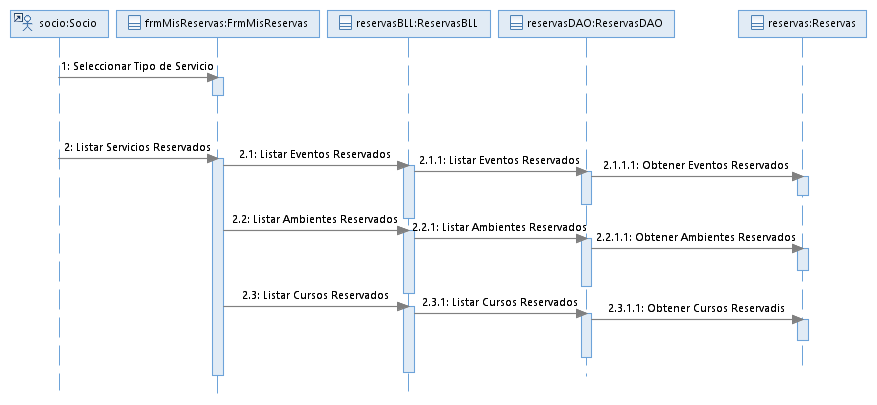 socio:Socio
frmMisReservas:FrmMisReservas
reservasBLL:ReservasBLL
reservasDAO:ReservasDAO
reservas:Reservas
1: Seleccionar Tipo de Servicio
2: Listar Servicios Reservados
2.1: Listar Eventos Reservados
2.1.1: Listar Eventos Reservados
2.1.1.1: Obtener Eventos Reservados
2.2: Listar Ambientes Reservados
2.2.1: Listar Ambientes Reservados
2.2.1.1: Obtener Ambientes Reservados
2.3: Listar Cursos Reservados
2.3.1: Listar Cursos Reservados
2.3.1.1: Obtener Cursos Reservadis